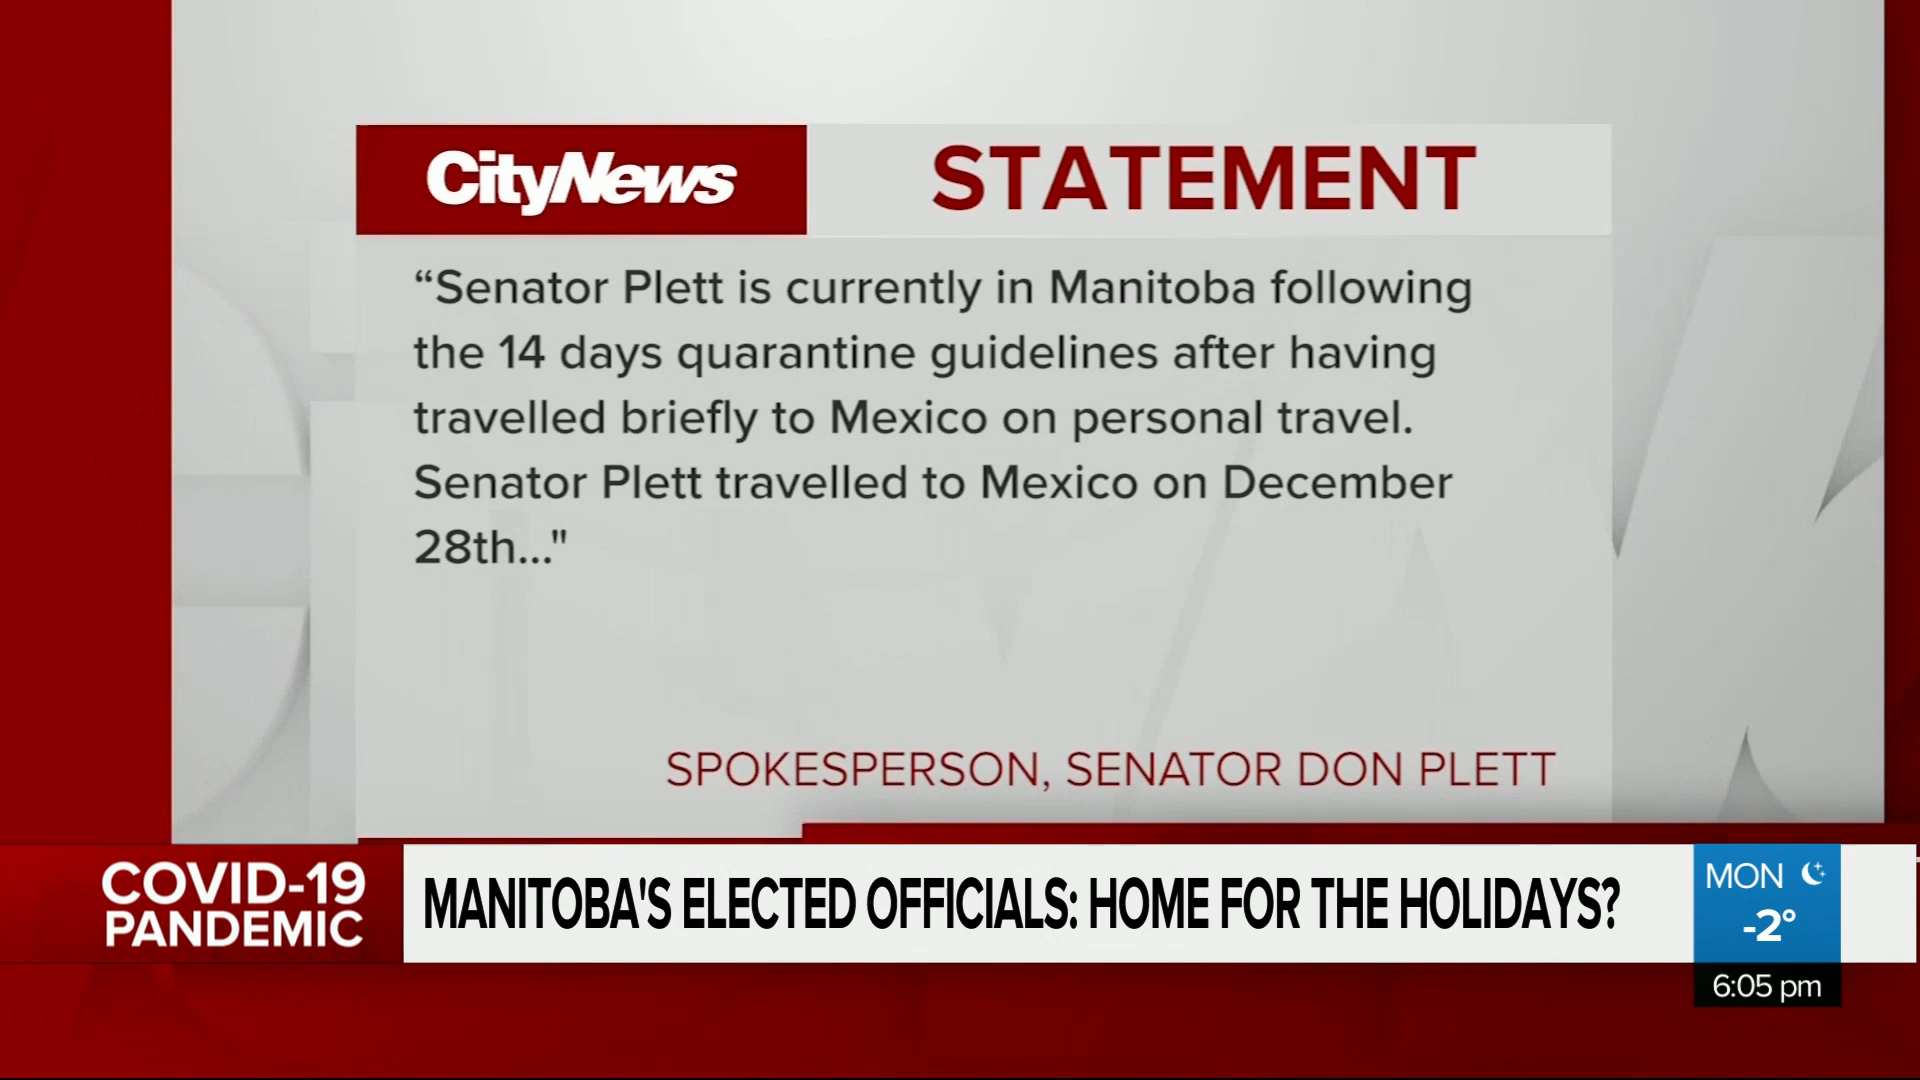 CityNews
STATEMENT
“Senator Plett is currently in Manitoba following
the 14 days quarantine guidelines after having
travelled briefly to Mexico on personal travel.
Senator Plett travelled to Mexico on December
28th..."
SPOKESPERSON, SENATOR DON PLETT
COVID-19
PANDEMIC
MANITOBA'S ELECTED OFFICIALS: HOME FOR THE HOLIDAYS?
MON
-2°
6:05 pm